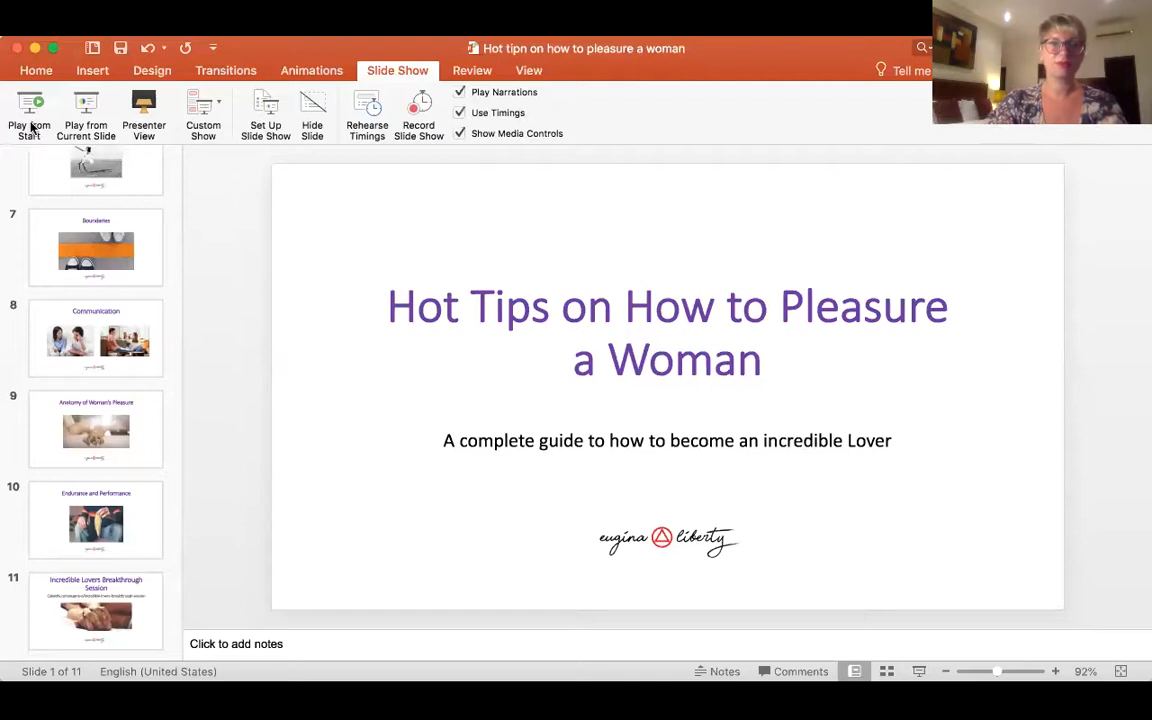 Hot tip on how to pleasure a woman
Home Insert Design Transitions Animations Slide Show Review View Tell me
Play from Start
Play from Current Slide
Presenter View
Custom Show
Set Up Slide Show
Hide Slide
Rehearse Timings
Record Slide Show
Play Narrations
Use Timings
Show Media Controls
7
Boundaries
8
Communication
9
Anatomy of Woman's Pleasure
10
Endurance and Performance
11
Incredible Lovers Breakthrough
Session
Hot Tips on How to Pleasure
a Woman
A complete guide to how to become an incredible Lover
eugina liberty
Click to add notes
Slide 1 of 11 English (United States) Notes Comments 92%